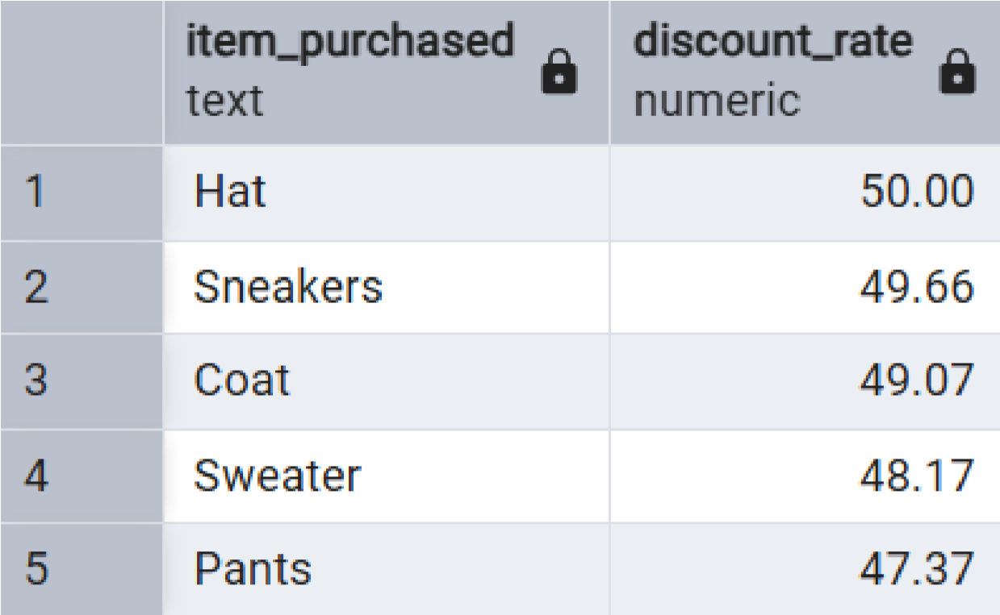 item_purchased discount_rate
text numeric
1 Hat 50.00
2 Sneakers 49.66
3 Coat 49.07
4 Sweater 48.17
5 Pants 47.37